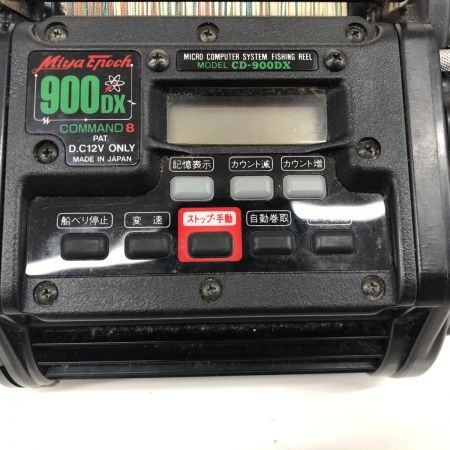 Miya Epoch
900DX
COMMAND 8
PAT.
D.C12V ONLY
MADE IN JAPAN
MICRO COMPUTER SYSTEM FISHING REEL
MODEL CD-900DX
記憶表示
カウント減
カウント増
船ベリ停止
変速
ストップ・手動
自動巻取